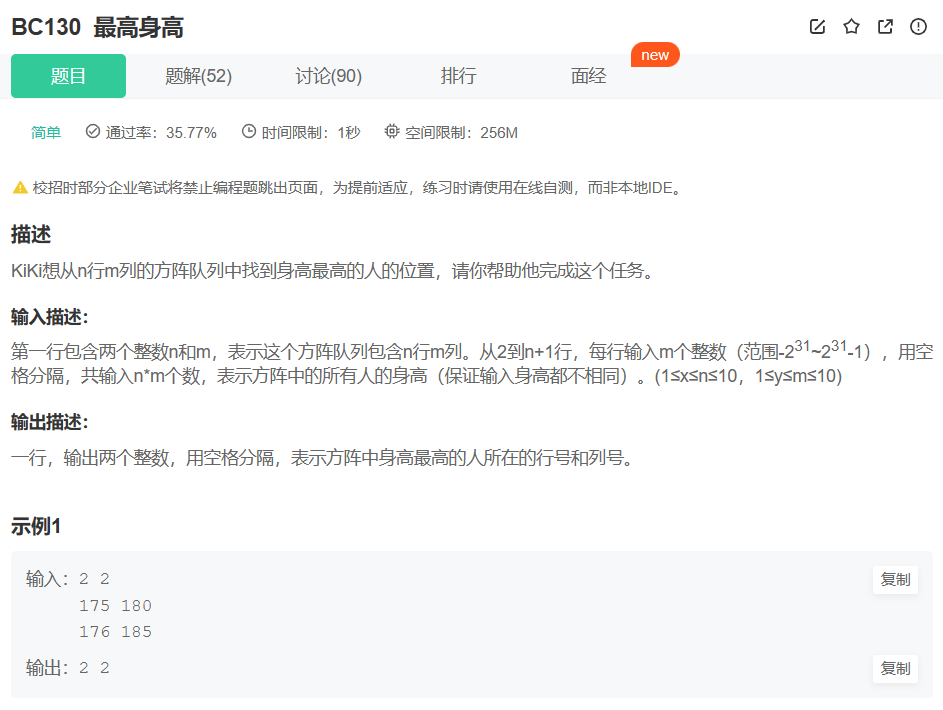 BC130 最高身高
new
题目 题解(52) 讨论(90) 排行 面经
简单 通过率：35.77% 时间限制：1秒 空间限制：256M
校招时部分企业笔试将禁止编程题跳出页面，为提前适应，练习时请使用在线自测，而非本地IDE。
描述
KiKi想从n行m列的方阵队列中找到身高最高的人的位置，请你帮助他完成这个任务。
输入描述：
第一行包含两个整数n和m，表示这个方阵队列包含n行m列。从2到n+1行，每行输入m个整数（范围-2³¹~2³¹-1），用空
格分隔，共输入n*m个数，表示方阵中的所有人的身高（保证输入身高都不相同）。(1≤x≤n≤10，1≤y≤m≤10)
输出描述：
一行，输出两个整数，用空格分隔，表示方阵中身高最高的人所在的行号和列号。
示例1
输入：2 2 复制
175 180
176 185
输出：2 2 复制